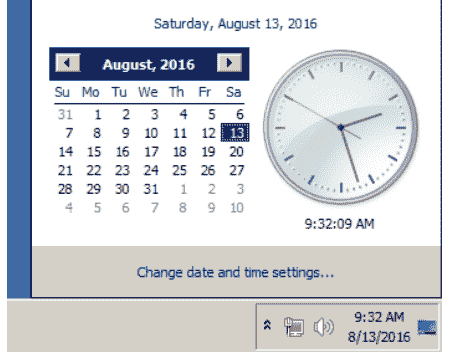 Saturday, August 13, 2016
August, 2016
Su Mo Tu We Th Fr Sa
31 1 2 3 4 5 6
7 8 9 10 11 12 13
14 15 16 17 18 19 20
21 22 23 24 25 26 27
28 29 30 31 1 2 3
4 5 6 7 8 9 10
9:32:09 AM
Change date and time settings...
9:32 AM
8/13/2016